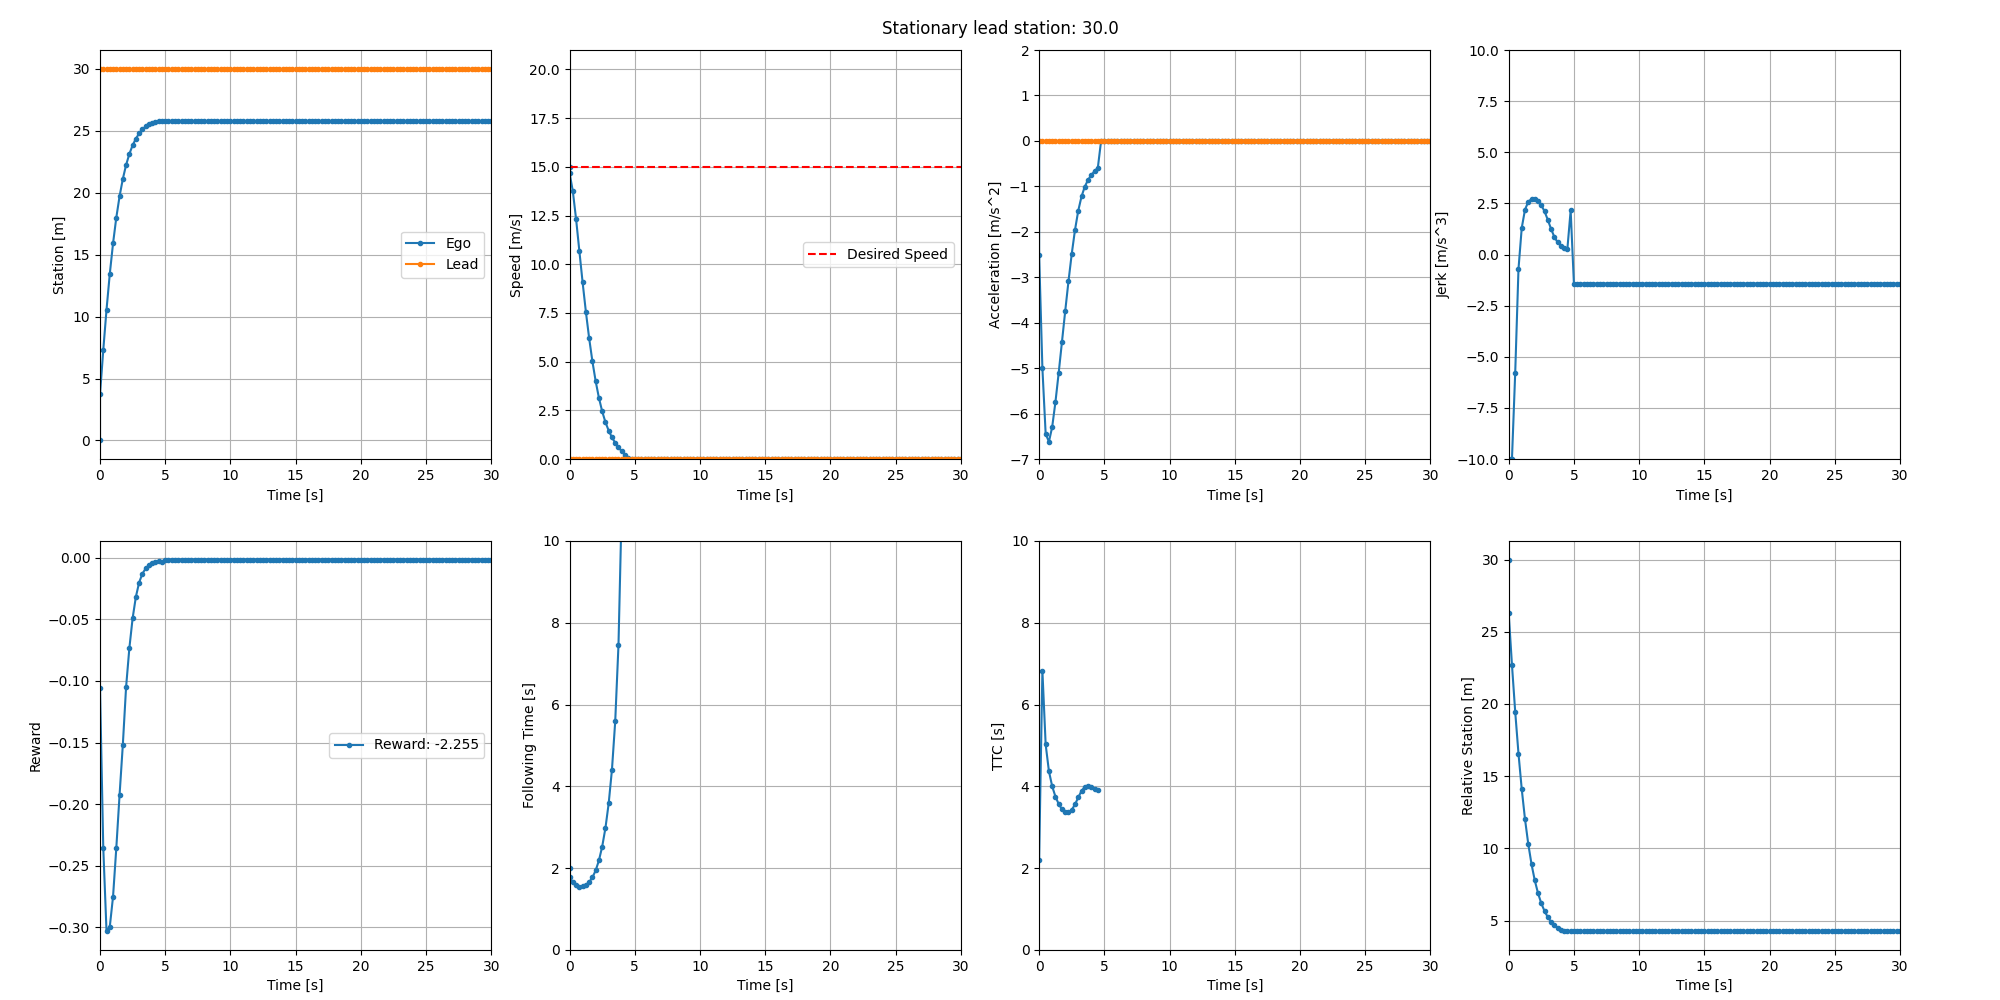 Stationary lead station: 30.0
Station [m]
30
25
20
15
10
5
0
Ego
Lead
0 5 10 15 20 25 30
Time [s]
Speed [m/s]
20.0
17.5
15.0
12.5
10.0
7.5
5.0
2.5
0.0
Desired Speed
0 5 10 15 20 25 30
Time [s]
Acceleration [m/s^2]
2
1
0
−1
−2
−3
−4
−5
−6
−7
0 5 10 15 20 25 30
Time [s]
Jerk [m/s^3]
10.0
7.5
5.0
2.5
0.0
−2.5
−5.0
−7.5
−10.0
0 5 10 15 20 25 30
Time [s]
Reward
0.00
−0.05
−0.10
−0.15
−0.20
−0.25
−0.30
Reward: -2.255
0 5 10 15 20 25 30
Time [s]
Following Time [s]
10
8
6
4
2
0
0 5 10 15 20 25 30
Time [s]
TTC [s]
10
8
6
4
2
0
0 5 10 15 20 25 30
Time [s]
Relative Station [m]
30
25
20
15
10
5
0 5 10 15 20 25 30
Time [s]